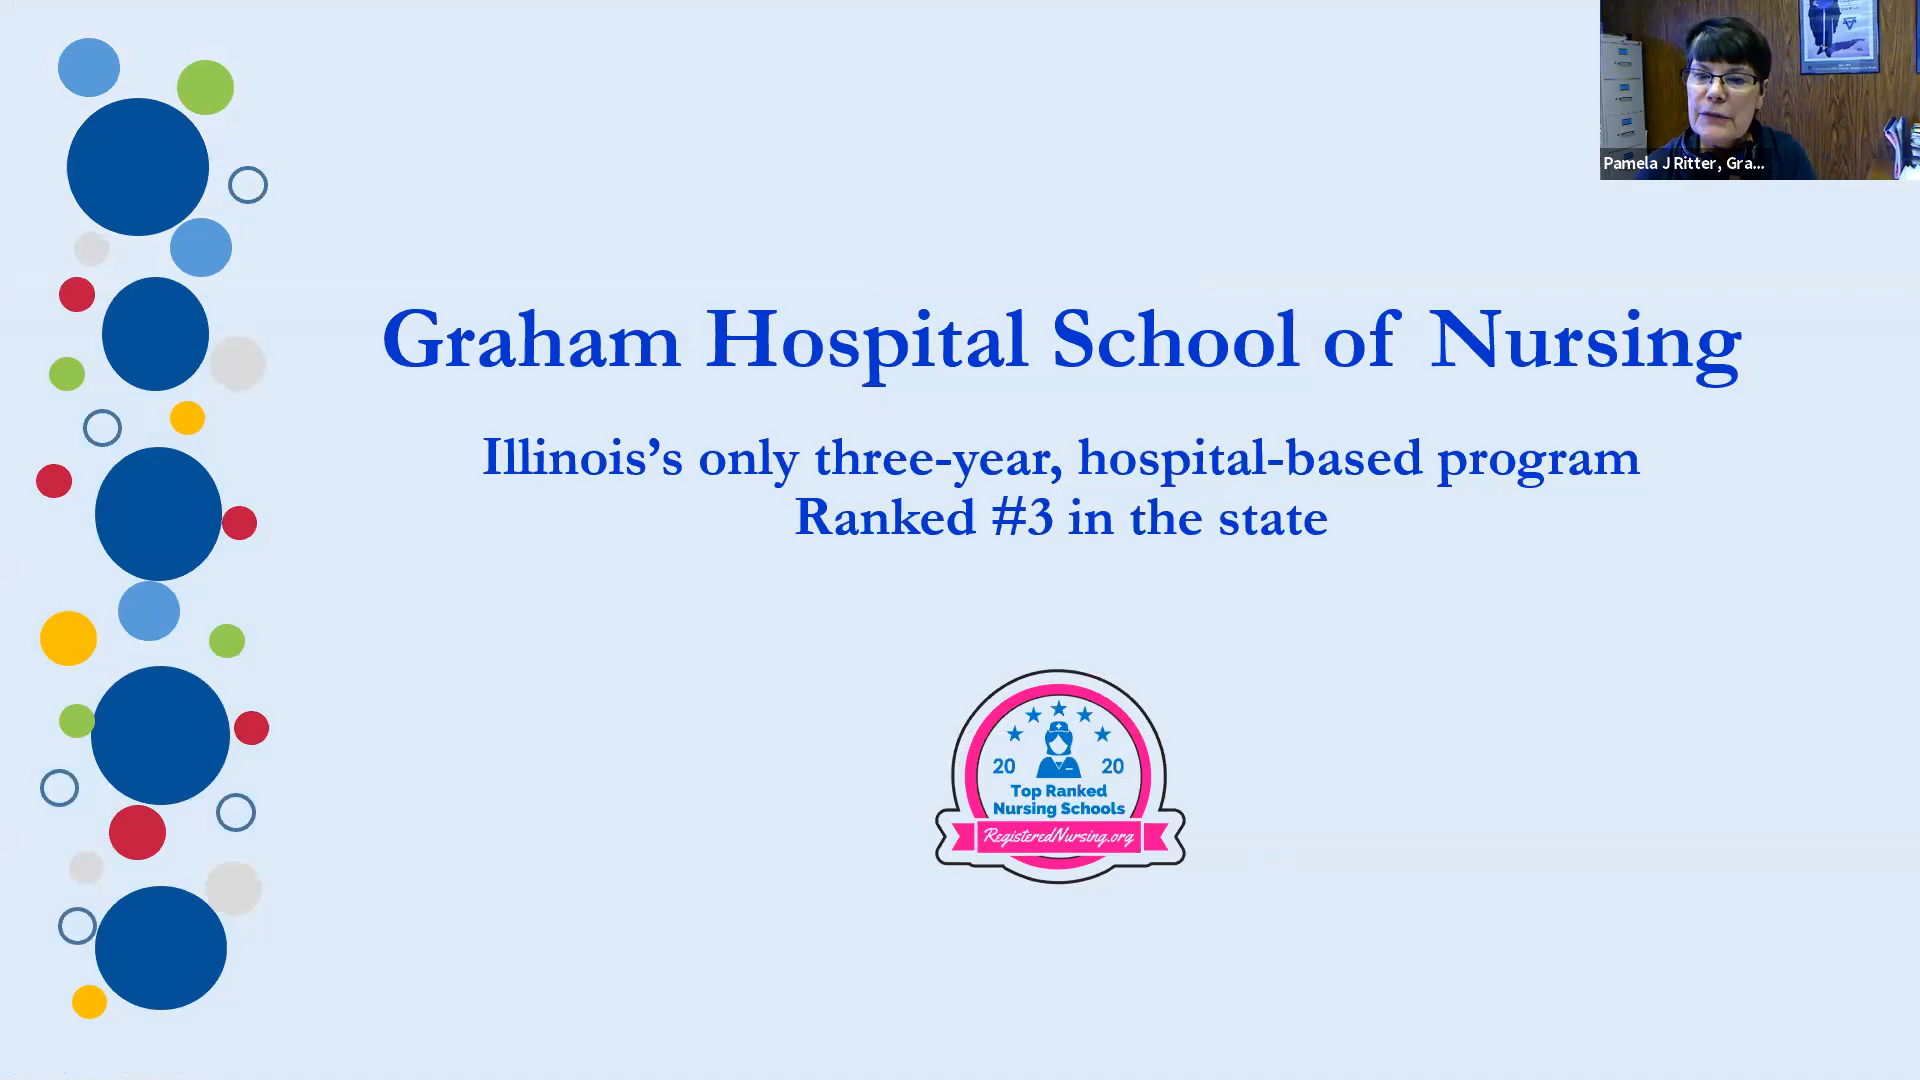 Pamela J Ritter, Gra...
Graham Hospital School of Nursing
Illinois’s only three-year, hospital-based program
Ranked #3 in the state
20 20
Top Ranked
Nursing Schools
RegisteredNursing.org